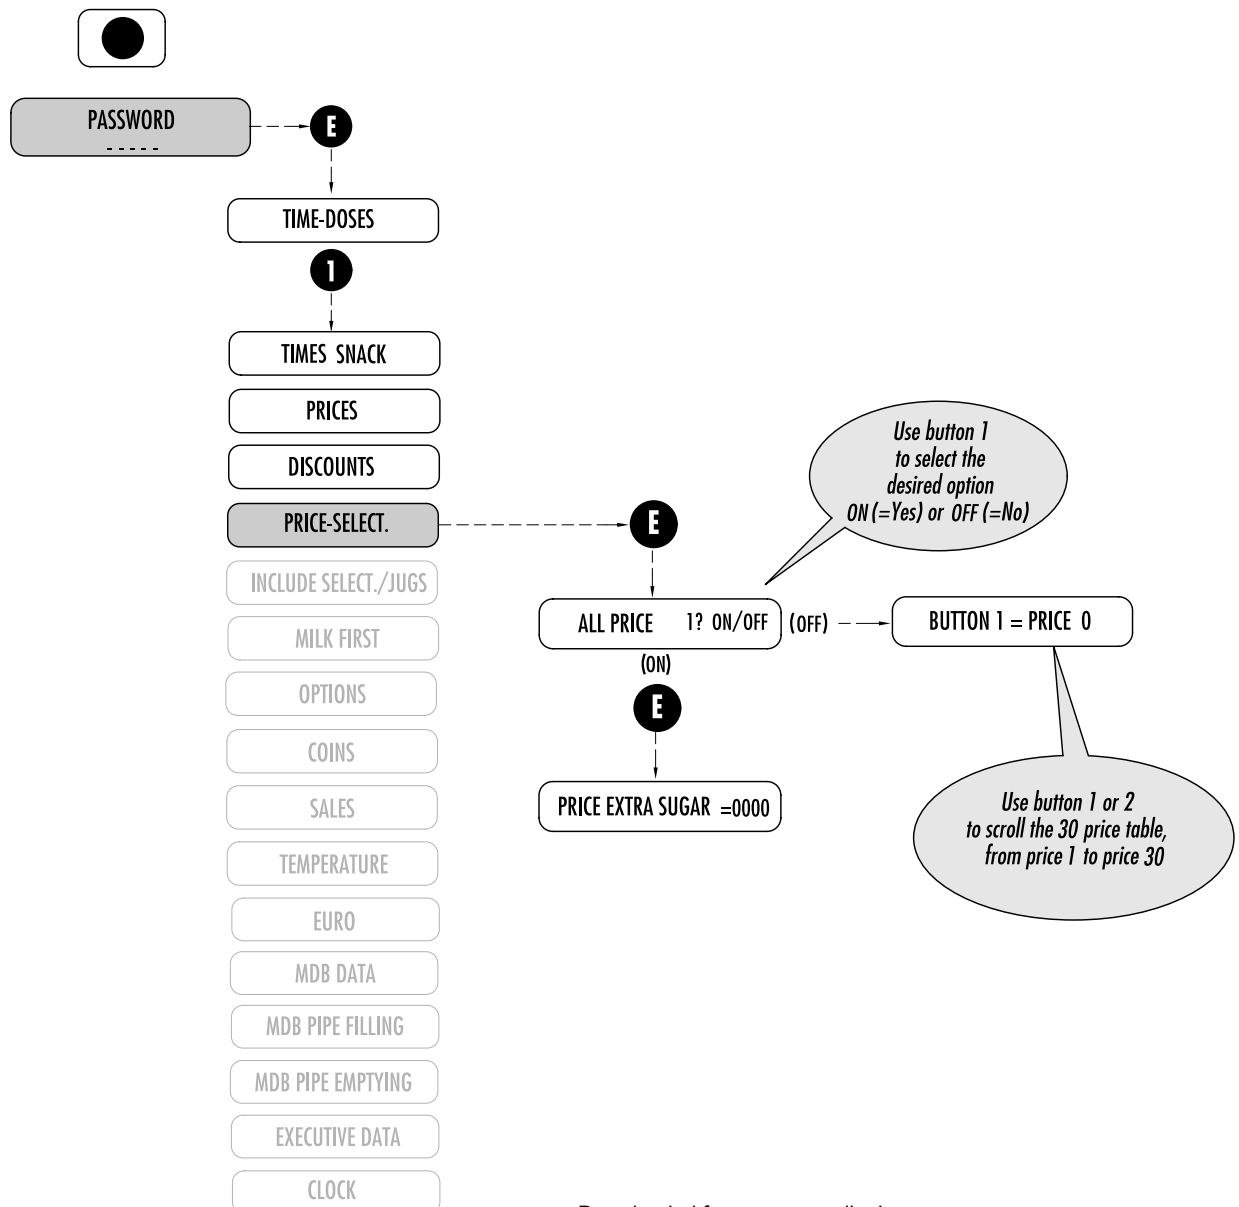 PASSWORD
- - - - -
E
TIME-DOSES
1
TIMES SNACK
PRICES
DISCOUNTS
PRICE-SELECT.
E
Use button 1
to select the
desired option
ON (=Yes) or OFF (=No)
INCLUDE SELECT./JUGS
ALL PRICE 1? ON/OFF
(OFF)
BUTTON 1 = PRICE 0
(ON)
E
PRICE EXTRA SUGAR =0000
Use button 1 or 2
to scroll the 30 price table,
from price 1 to price 30
MILK FIRST
OPTIONS
COINS
SALES
TEMPERATURE
EURO
MDB DATA
MDB PIPE FILLING
MDB PIPE EMPTYING
EXECUTIVE DATA
CLOCK